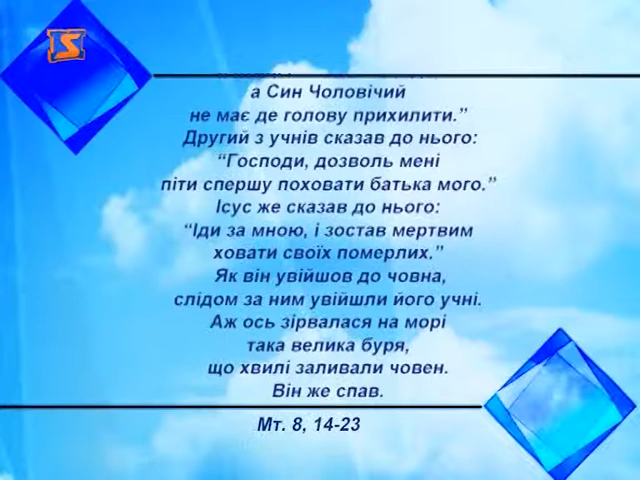 а Син Чоловічий
не має де голову прихилити.”
Другий з учнів сказав до нього:
“Господи, дозволь мені
піти спершу поховати батька мого.”
Ісус же сказав до нього:
“Іди за мною, і зостав мертвим
ховати своїх померлих.”
Як він увійшов до човна,
слідом за ним увійшли його учні.
Аж ось зірвалася на морі
така велика буря,
що хвилі заливали човен.
Він же спав.
Мт. 8, 14-23